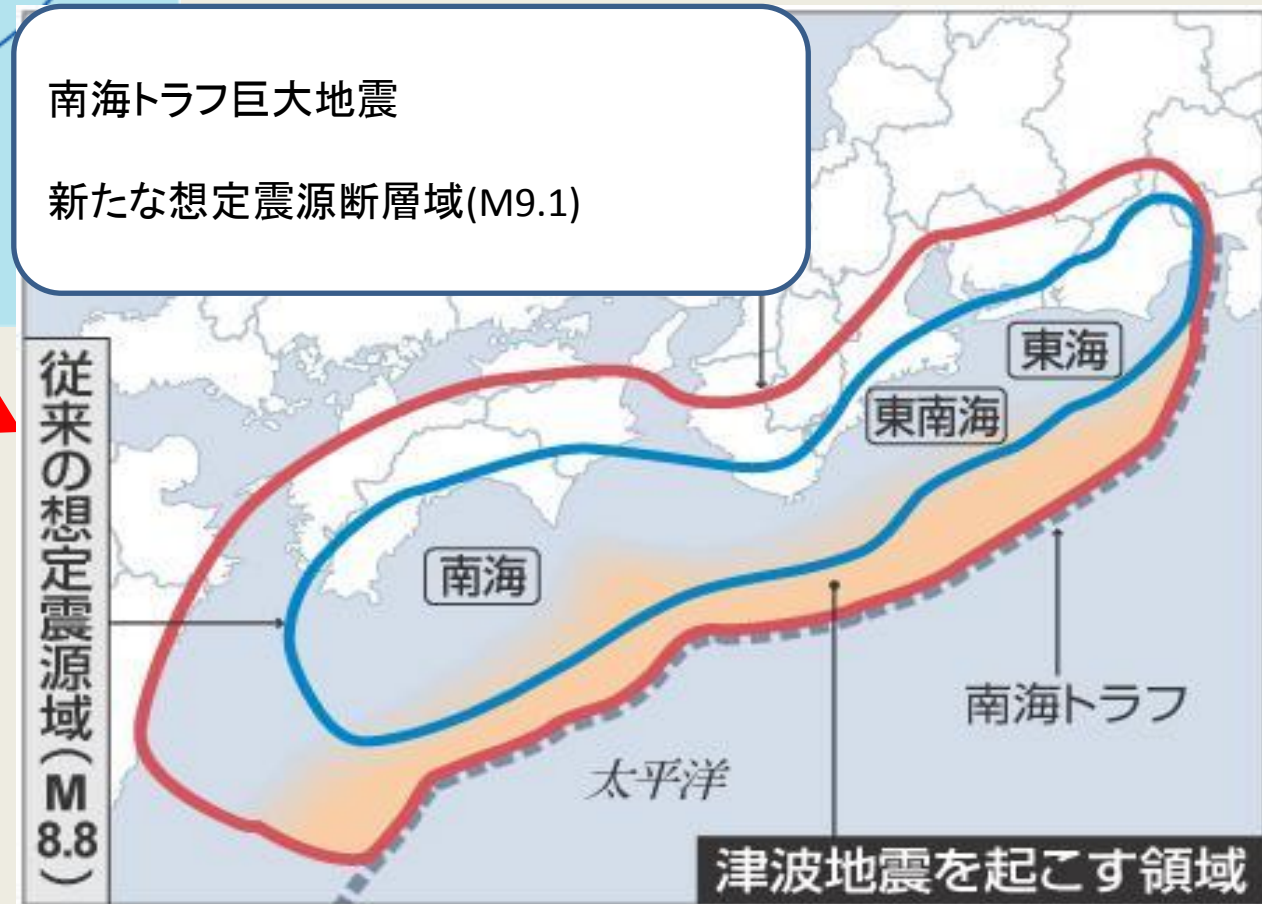 南海トラフ巨大地震
新たな想定震源断層域(M9.1)
従来の想定震源域(M8.8)
東海
東南海
南海
南海トラフ
太平洋
津波地震を起こす領域